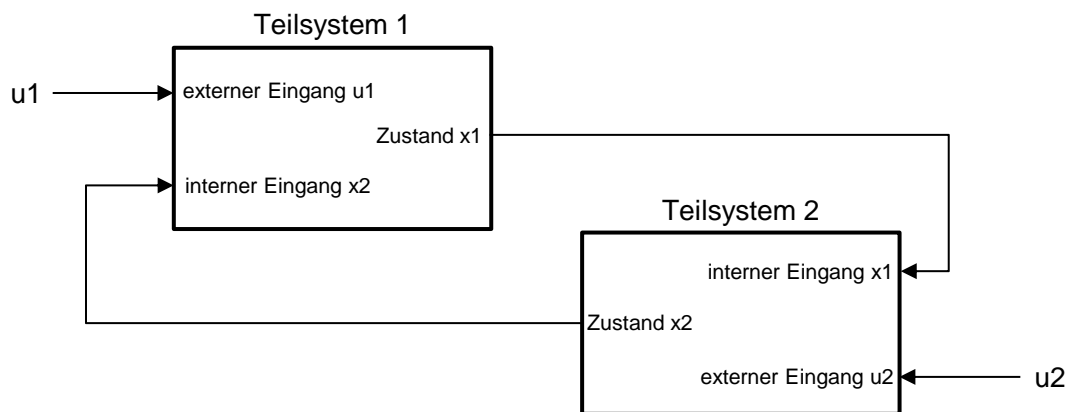 Teilsystem 1
u1
externer Eingang u1
Zustand x1
interner Eingang x2
Teilsystem 2
interner Eingang x1
Zustand x2
externer Eingang u2
u2